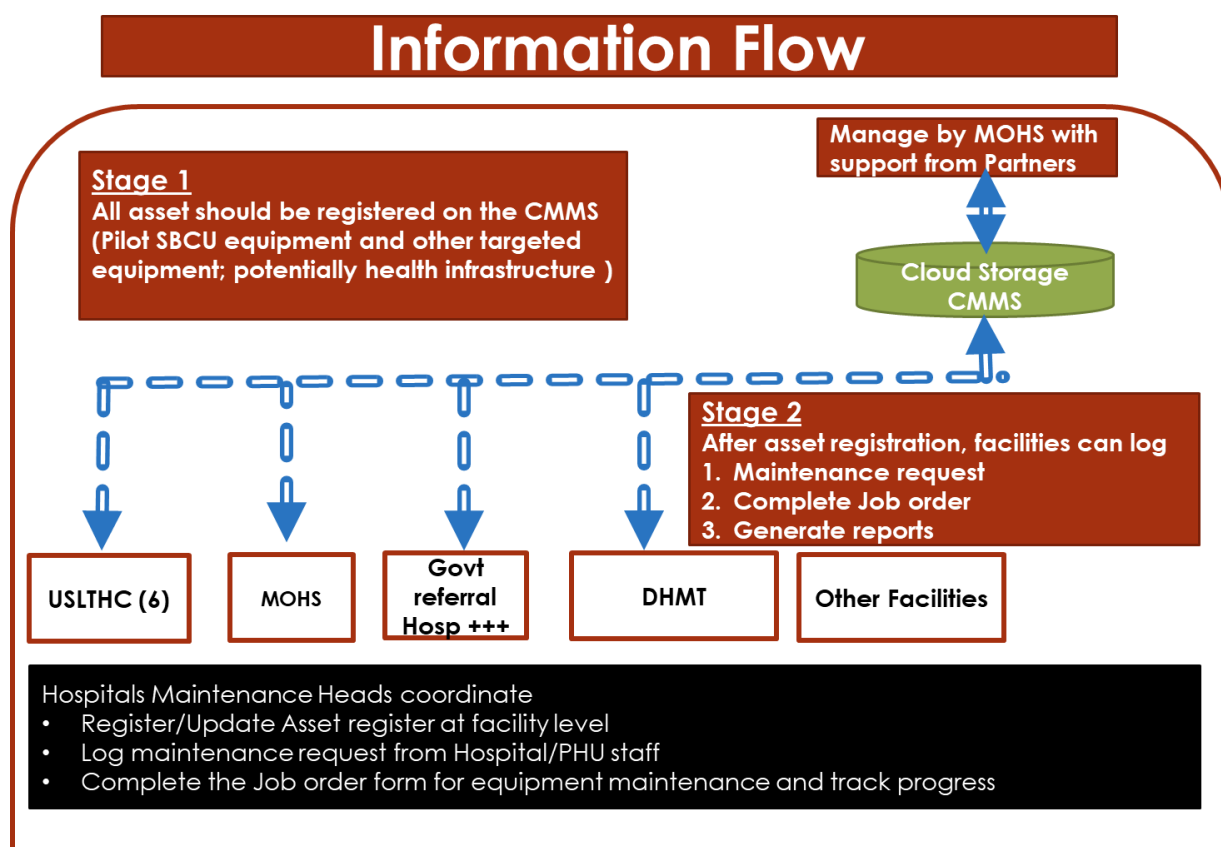 Information Flow
Manage by MOHS with
support from Partners
Stage 1
All asset should be registered on the CMMS
(Pilot SBCU equipment and other targeted
equipment; potentially health infrastructure )
Cloud Storage
CMMS
Stage 2
After asset registration, facilities can log
1. Maintenance request
2. Complete Job order
3. Generate reports
USLTHC (6)
MOHS
Govt
referral
Hosp +++
DHMT
Other Facilities
Hospitals Maintenance Heads coordinate
• Register/Update Asset register at facility level
• Log maintenance request from Hospital/PHU staff
• Complete the Job order form for equipment maintenance and track progress